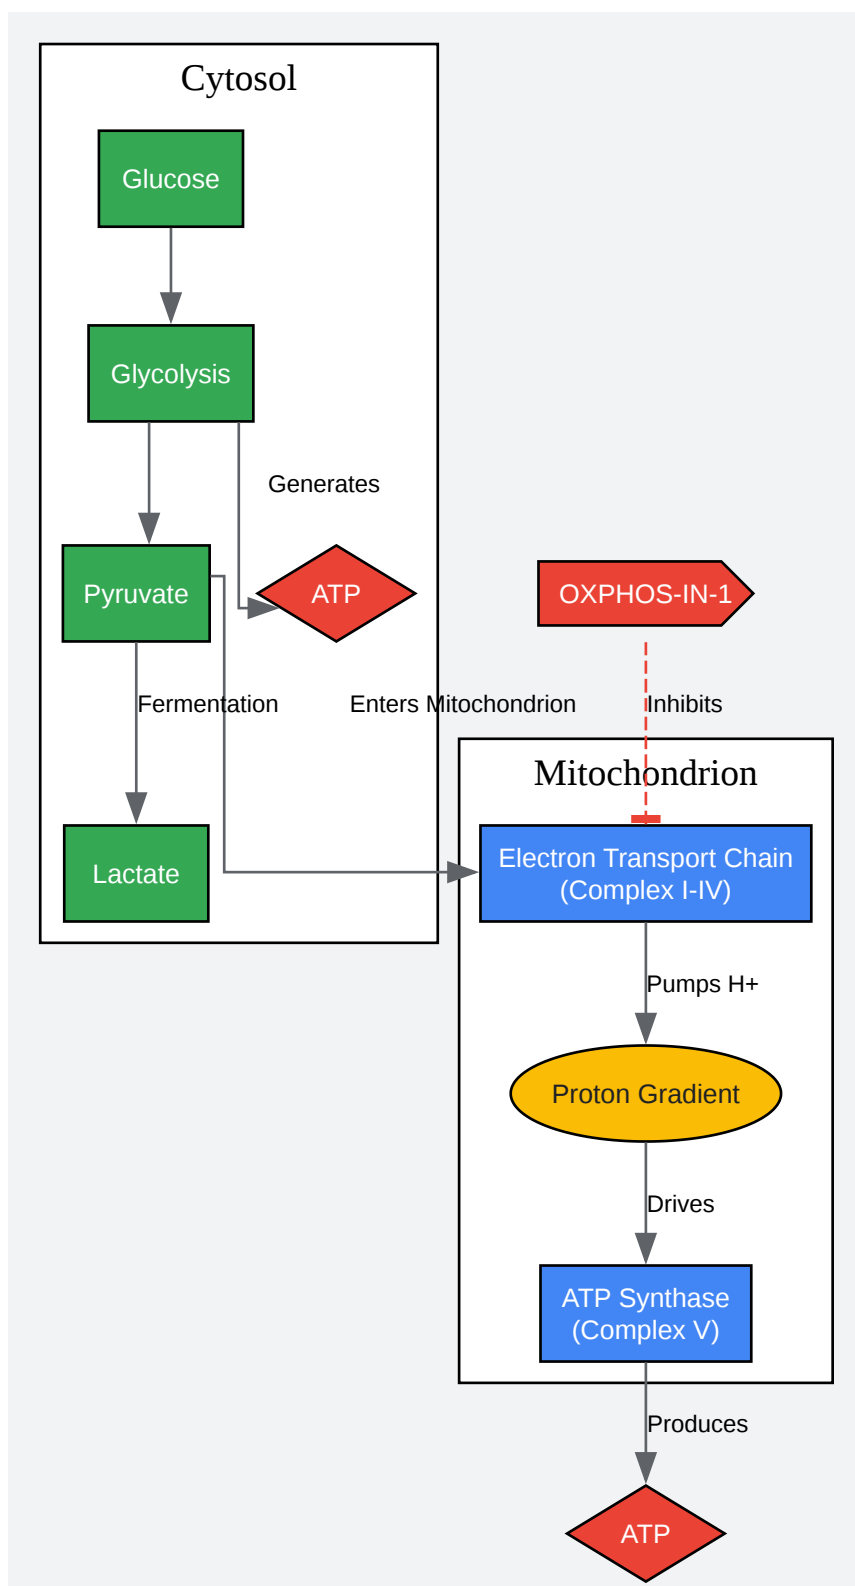 Cytosol
Glucose
Glycolysis
Generates
Pyruvate
ATP
OXPHOS-IN-1
Fermentation
Enters Mitochondrion
Inhibits
Mitochondrion
Lactate
Electron Transport Chain
(Complex I-IV)
Pumps H+
Proton Gradient
Drives
ATP Synthase
(Complex V)
Produces
ATP